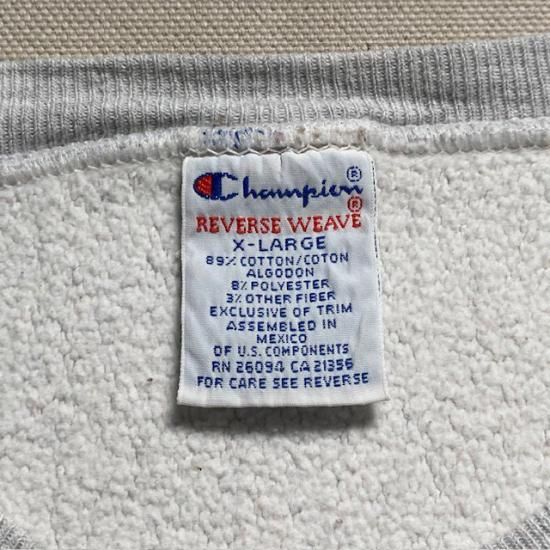 Champion®
REVERSE WEAVE®
X-LARGE
89% COTTON/COTON
ALGODON
8% POLYESTER
3% OTHER FIBER
EXCLUSIVE OF TRIM
ASSEMBLED IN
MEXICO
OF U.S. COMPONENTS
RN 26094 CA 21356
FOR CARE SEE REVERSE